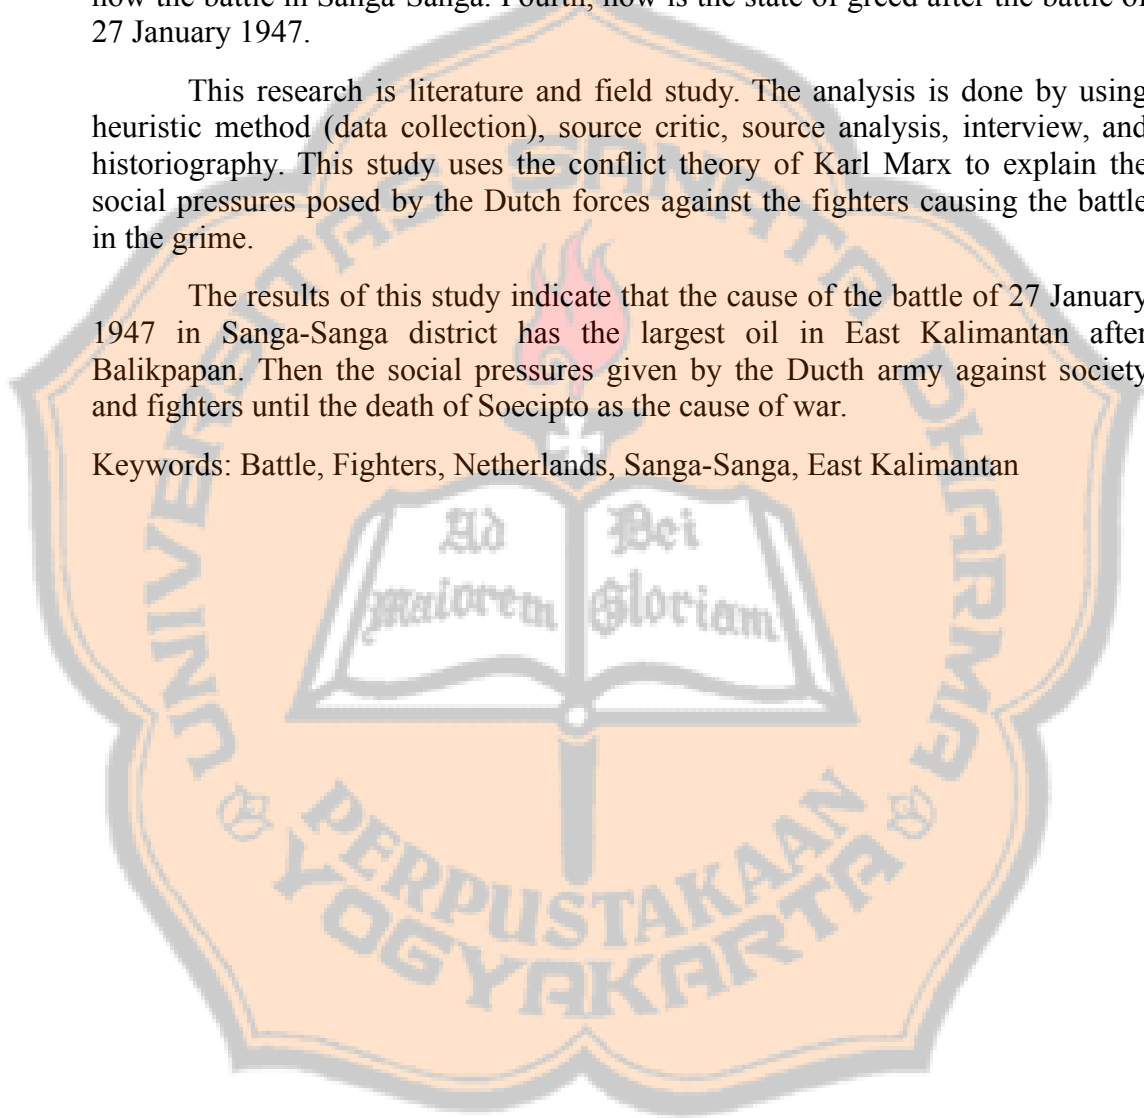 now the battle in Sanga-Sanga. Fourth, how is the state of greed after the battle of
27 January 1947.
This research is literature and field study. The analysis is done by using
heuristic method (data collection), source critic, source analysis, interview, and
historiography. This study uses the conflict theory of Karl Marx to explain the
social pressures posed by the Dutch forces against the fighters causing the battle
in the grime.
The results of this study indicate that the cause of the battle of 27 January
1947 in Sanga-Sanga district has the largest oil in East Kalimantan after
Balikpapan. Then the social pressures given by the Ducth army against society
and fighters until the death of Soecipto as the cause of war.
Keywords: Battle, Fighters, Netherlands, Sanga-Sanga, East Kalimantan
UNIVERSITAS SANATA DHARMA
Ad Dei
maiorem Gloriam
PERPUSTAKAAN
YOGYAKARTA